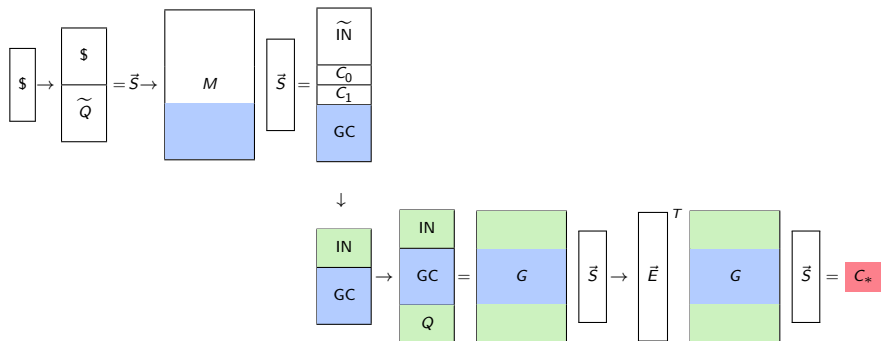 $ → $ Q̃ = S⃗ → M S⃗ = ĨN C₀ C₁ GC
↓
IN GC → IN GC Q = G S⃗ → E⃗ T G S⃗ = C*